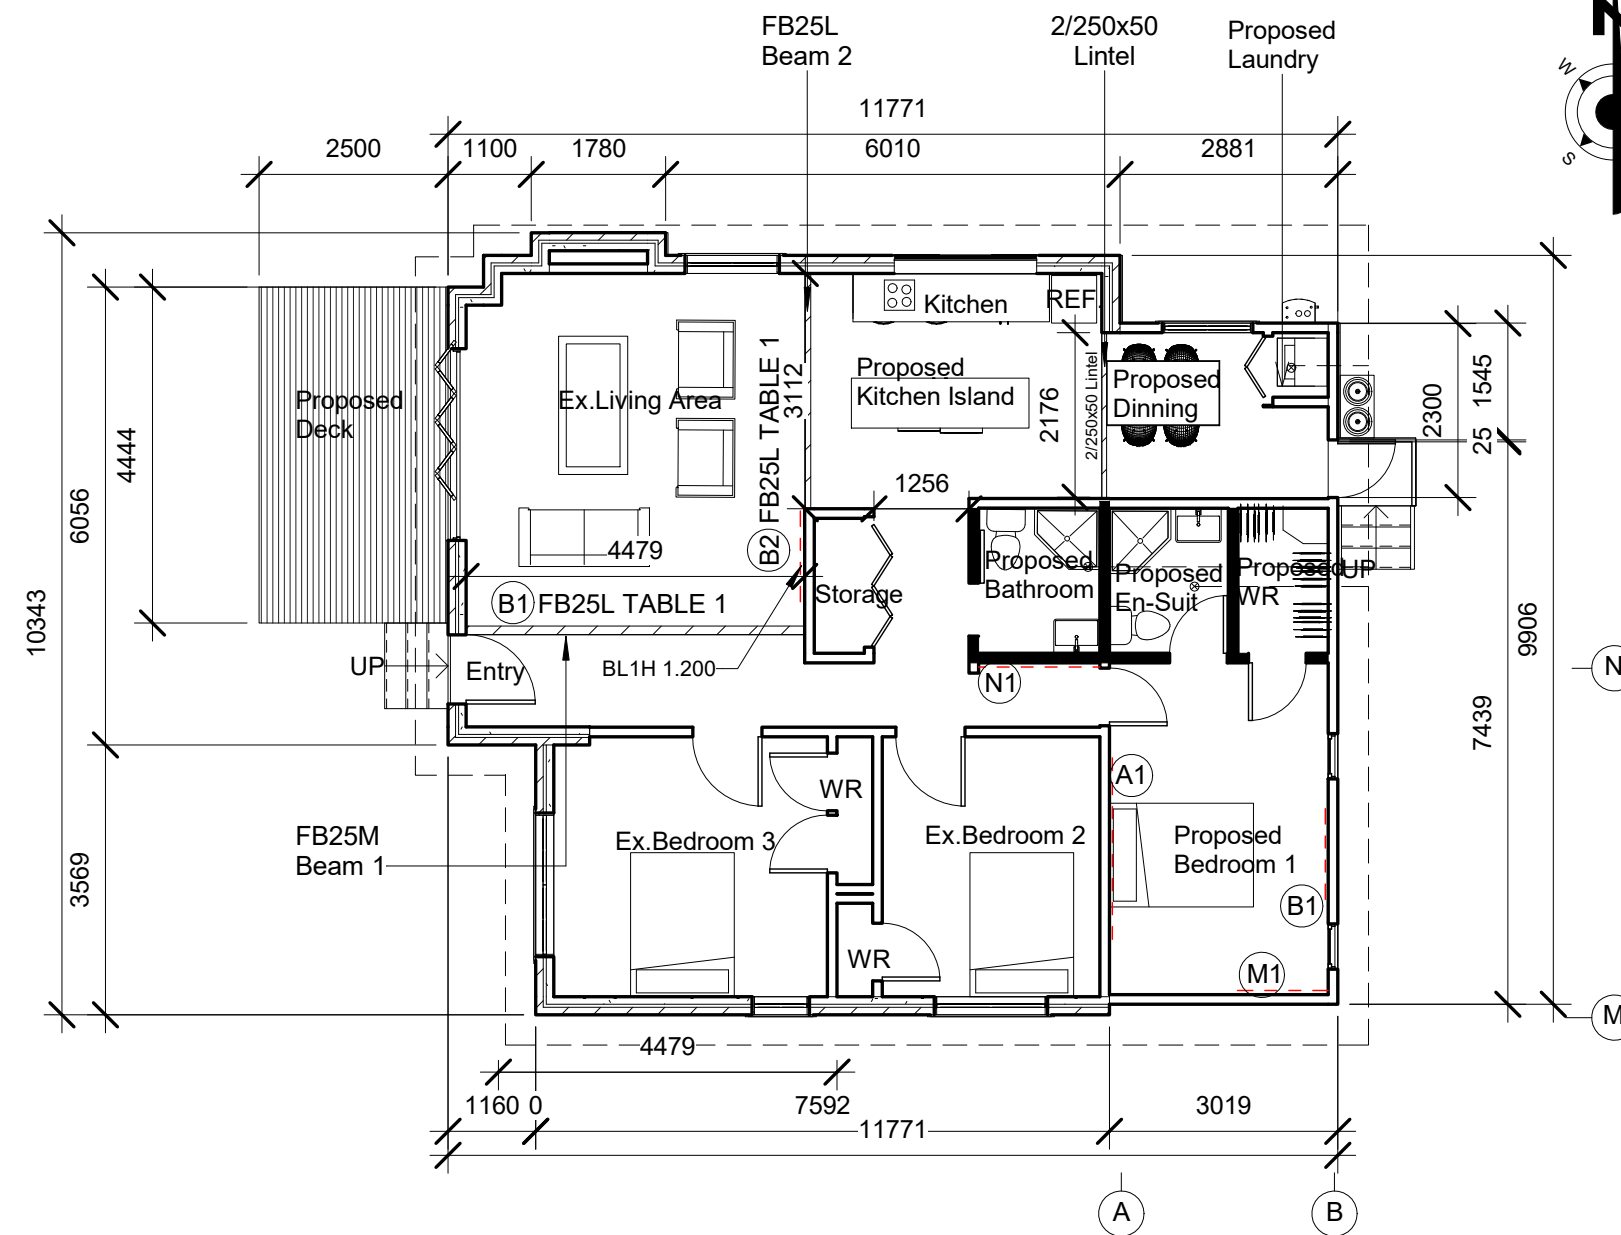 FB25L
Beam 2
2/250x50
Lintel
Proposed
Laundry
N
W
S
11771
2500
1100
1780
6010
2881
Kitchen
REF.
Proposed
Kitchen Island
Proposed
Dinning
Proposed
Deck
Ex.Living Area
FB25L TABLE 1
3112
2176
2/250x50 Lintel
1256
2300
1545
25
4444
6056
10343
4479
B2
B1
FB25L TABLE 1
Storage
Proposed
Bathroom
Proposed
En-Suit
Proposed
WR
UP
UP
Entry
BL1H 1.200
N1
N
9906
7439
A1
WR
Ex.Bedroom 3
Ex.Bedroom 2
Proposed
Bedroom 1
FB25M
Beam 1
3569
B1
WR
M1
M
4479
1160
0
7592
3019
11771
A
B